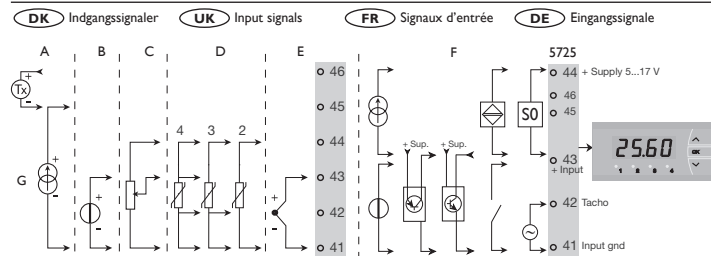 DK Indgangssignaler UK Input signals FR Signaux d'entrée DE Eingangssignale
A B C D E F 5725
Tx
+
-
G
+
-
+
-
4 3 2
+
-
46
45
44
43
42
41
+ Sup. + Sup.
S0
44 + Supply 5...17 V
46
45
43
+ Input
42 Tacho
41 Input gnd
25.60
1 2 3 4
OK